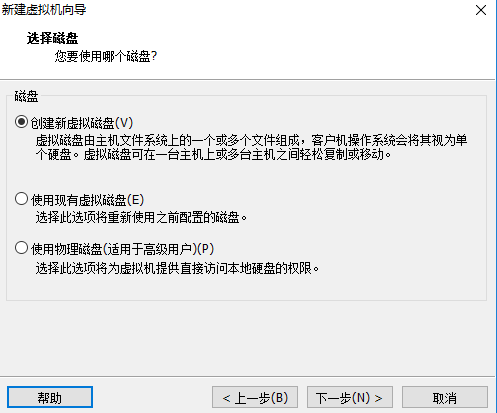 新建虚拟机向导
选择磁盘
您要使用哪个磁盘?
磁盘
创建新虚拟磁盘(V)
虚拟磁盘由主机文件系统上的一个或多个文件组成，客户机操作系统会将其视为单
个硬盘。虚拟磁盘可在一台主机上或多台主机之间轻松复制或移动。
使用现有虚拟磁盘(E)
选择此选项将重新使用之前配置的磁盘。
使用物理磁盘(适用于高级用户)(P)
选择此选项将为虚拟机提供直接访问本地硬盘的权限。
帮助
< 上一步(B)
下一步(N) >
取消